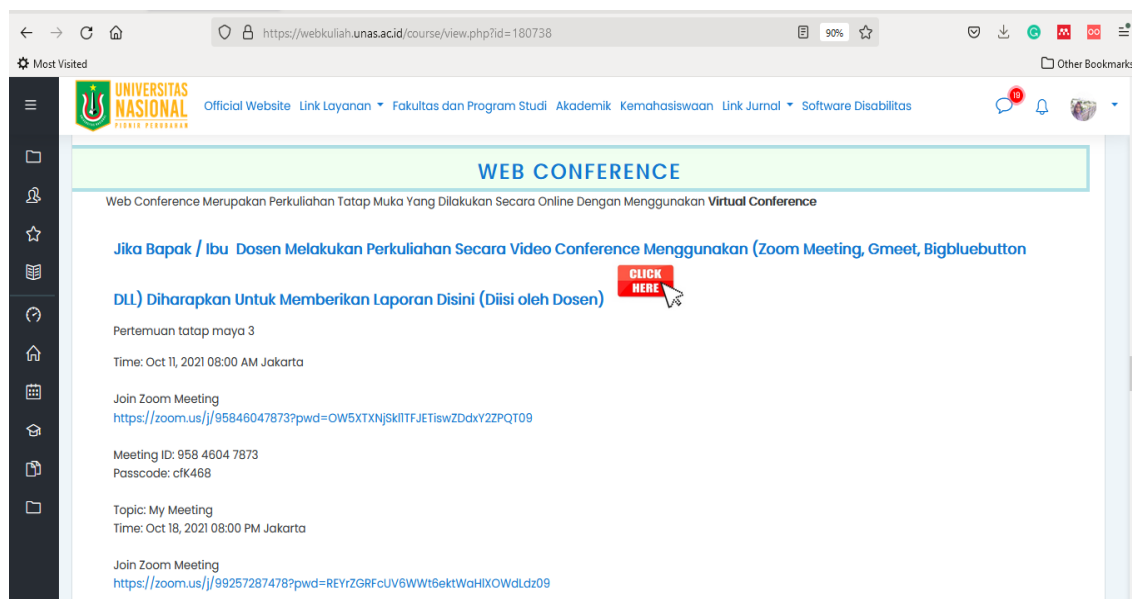 https://webkuliah.unas.ac.id/course/view.php?id=180738
90%
Most Visited
Other Bookmarks
UNIVERSITAS
NASIONAL
PIONIR PERUBAHAN
Official Website Link Layanan Fakultas dan Program Studi Akademik Kemahasiswaan Link Jurnal Software Disabilitas
19
WEB CONFERENCE
Web Conference Merupakan Perkuliahan Tatap Muka Yang Dilakukan Secara Online Dengan Menggunakan Virtual Conference
Jika Bapak / Ibu Dosen Melakukan Perkuliahan Secara Video Conference Menggunakan (Zoom Meeting, Gmeet, Bigbluebutton
CLICK
HERE
DLL) Diharapkan Untuk Memberikan Laporan Disini (Diisi oleh Dosen)
Pertemuan tatap maya 3
Time: Oct 11, 2021 08:00 AM Jakarta
Join Zoom Meeting
https://zoom.us/j/95846047873?pwd=OW5XTXNjSkl1TFJETiswZDdxY2ZPQT09
Meeting ID: 958 4604 7873
Passcode: cfK468
Topic: My Meeting
Time: Oct 18, 2021 08:00 PM Jakarta
Join Zoom Meeting
https://zoom.us/j/99257287478?pwd=REYrZGRFcUV6WWt6ektWaHlXOWdLdz09